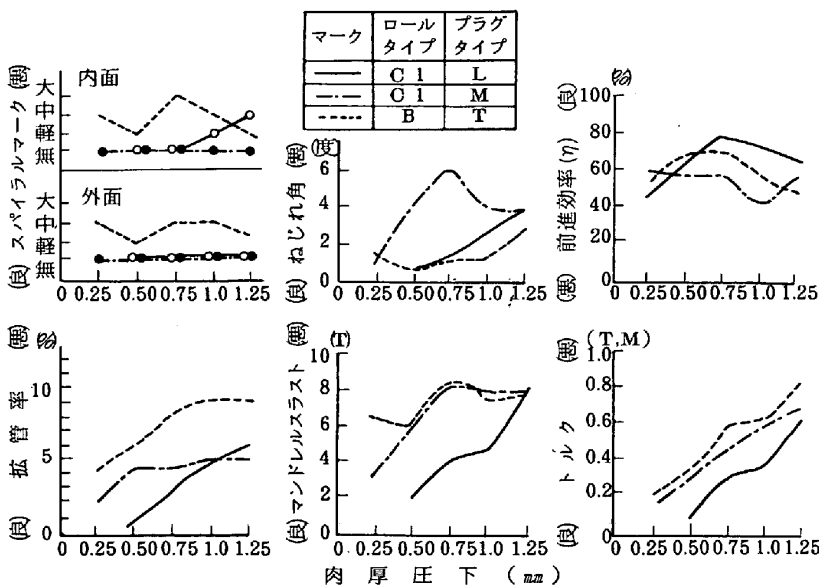 マーク ロールタイプ プラグタイプ
C1 L
C1 M
B T
スパイラルマーク
(良) (悪)
内面
大
中
軽
無
外面
大
中
軽
無
0 0.25 0.50 0.75 1.0 1.25
ねじれ角
(良) (悪) (度)
6
4
2
0
0 0.25 0.50 0.75 1.0 1.25
前進効率(η)
(悪) (良) (%)
100
80
60
40
20
0
0 0.25 0.50 0.75 1.0 1.25
拡管率
(良) (悪) (%)
10
5
0
0 0.25 0.50 0.75 1.0 1.25
マンドレルスラスト
(良) (悪) (T)
10
8
6
4
2
0
0 0.25 0.50 0.75 1.0 1.25
トルク
(良) (悪) (T,M)
1.0
0.8
0.6
0.4
0.2
0
0 0.25 0.50 0.75 1.0 1.25
肉厚圧下 (mm)